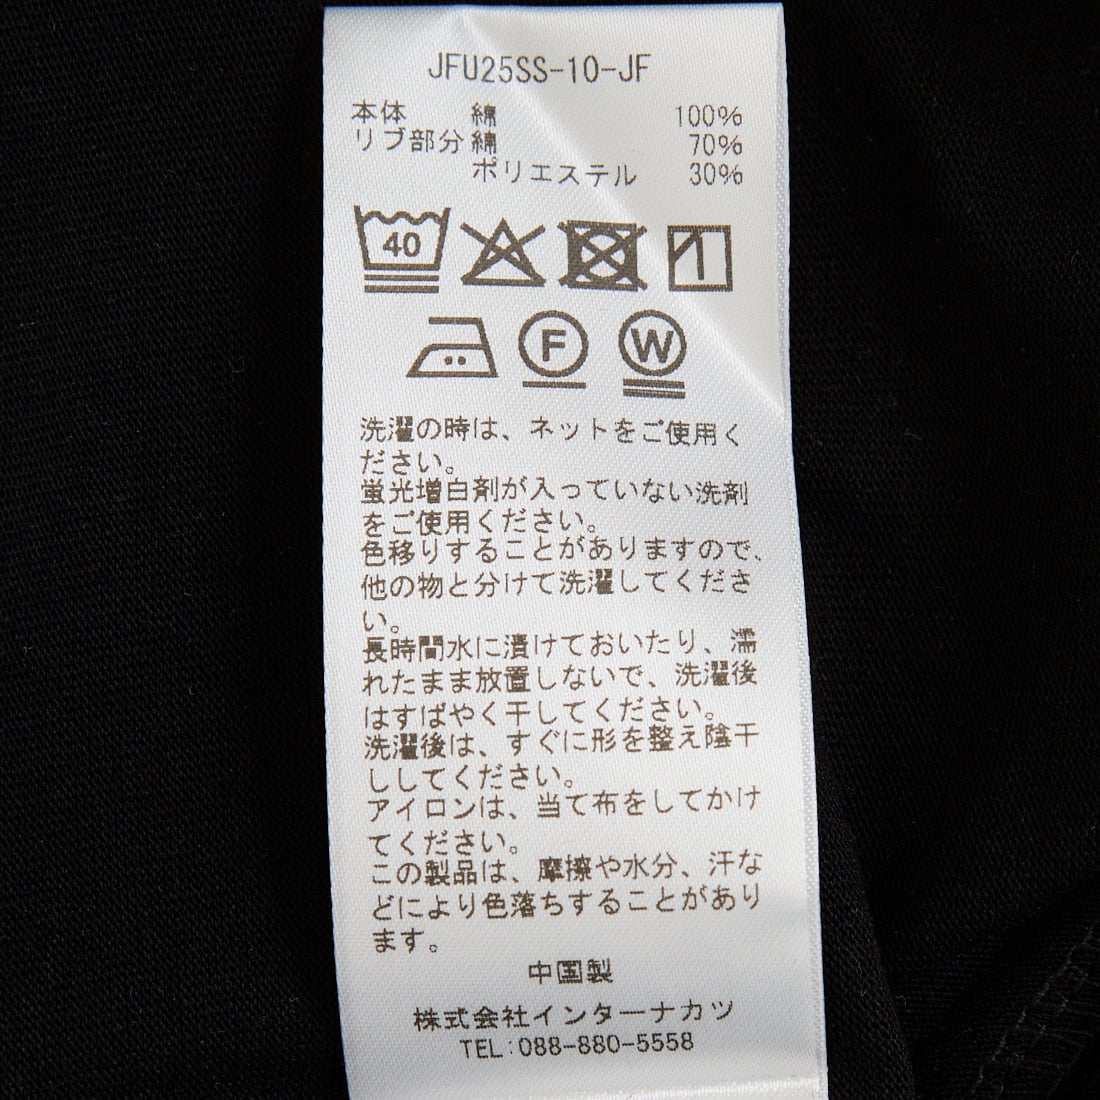 JFU25SS-10-JF
本体 綿 100%
リブ部分 綿 70%
ポリエステル 30%
40
F W
洗濯の時は、ネットをご使用く
ださい。
蛍光増白剤が入っていない洗剤
をご使用ください。
色移りすることがありますので、
他の物と分けて洗濯してくださ
い。
長時間水に漬けておいたり、濡
れたまま放置しないで、洗濯後
はすばやく干してください。
洗濯後は、すぐに形を整え陰干
ししてください。
アイロンは、当て布をしてかけ
てください。
この製品は、摩擦や水分、汗な
どにより色落ちすることがあり
ます。
中国製
株式会社インターナカツ
TEL:088-880-5558